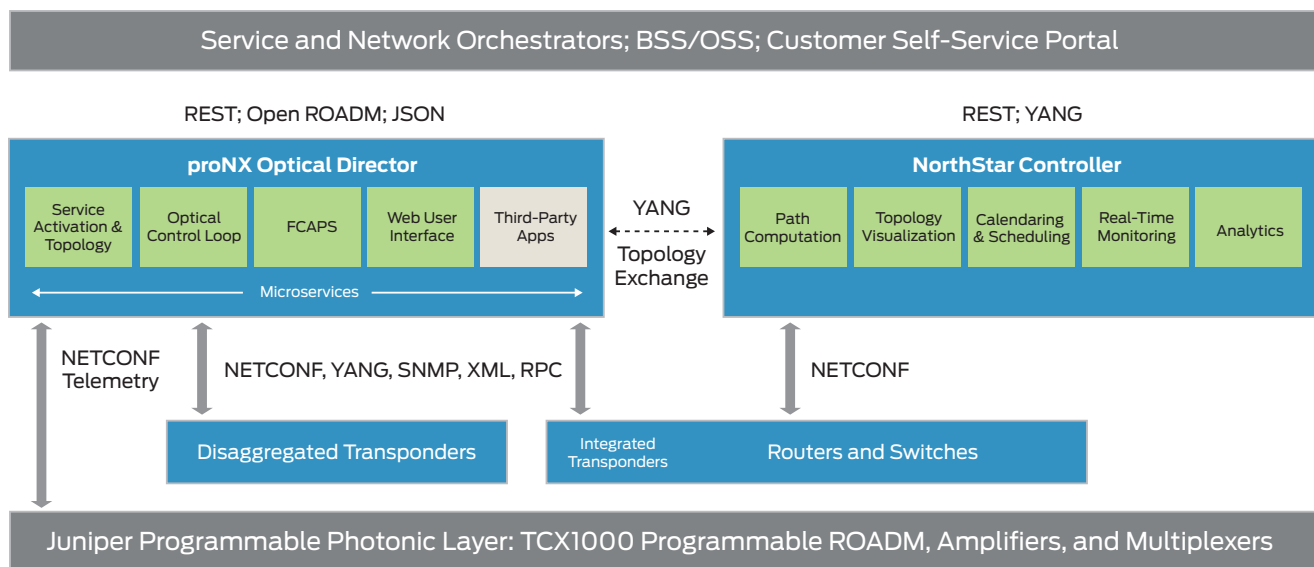 Service and Network Orchestrators; BSS/OSS; Customer Self-Service Portal
REST; Open ROADM; JSON
REST; YANG
proNX Optical Director
Service
Activation &
Topology
Optical
Control Loop
FCAPS
Web User
Interface
Third-Party
Apps
Microservices
YANG
Topology
Exchange
NorthStar Controller
Path
Computation
Topology
Visualization
Calendaring
& Scheduling
Real-Time
Monitoring
Analytics
NETCONF
Telemetry
NETCONF, YANG, SNMP, XML, RPC
NETCONF
Disaggregated Transponders
Integrated
Transponders
Routers and Switches
Juniper Programmable Photonic Layer: TCX1000 Programmable ROADM, Amplifiers, and Multiplexers